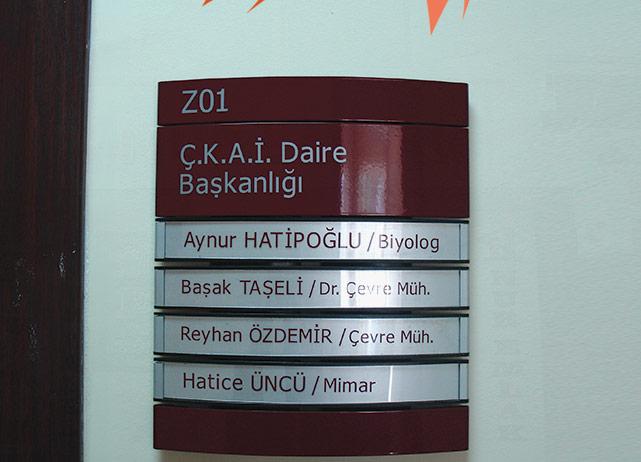 Z01
Ç.K.A.İ. Daire
Başkanlığı
Aynur HATİPOĞLU / Biyolog
Başak TAŞELİ / Dr. Çevre Müh.
Reyhan ÖZDEMİR / Çevre Müh.
Hatice ÜNCÜ / Mimar